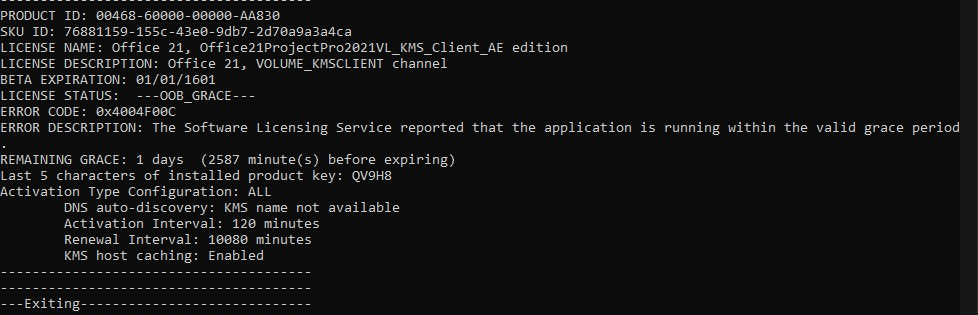 ---------------------------------------
PRODUCT ID: 00468-60000-00000-AA830
SKU ID: 76881159-155c-43e0-9db7-2d70a9a3a4ca
LICENSE NAME: Office 21, Office21ProjectPro2021VL_KMS_Client_AE edition
LICENSE DESCRIPTION: Office 21, VOLUME_KMSCLIENT channel
BETA EXPIRATION: 01/01/1601
LICENSE STATUS:  ---OOB_GRACE---
ERROR CODE: 0x4004F00C
ERROR DESCRIPTION: The Software Licensing Service reported that the application is running within the valid grace period
.
REMAINING GRACE: 1 days  (2587 minute(s) before expiring)
Last 5 characters of installed product key: QV9H8
Activation Type Configuration: ALL
        DNS auto-discovery: KMS name not available
        Activation Interval: 120 minutes
        Renewal Interval: 10080 minutes
        KMS host caching: Enabled
---------------------------------------
---------------------------------------
---Exiting-----------------------------